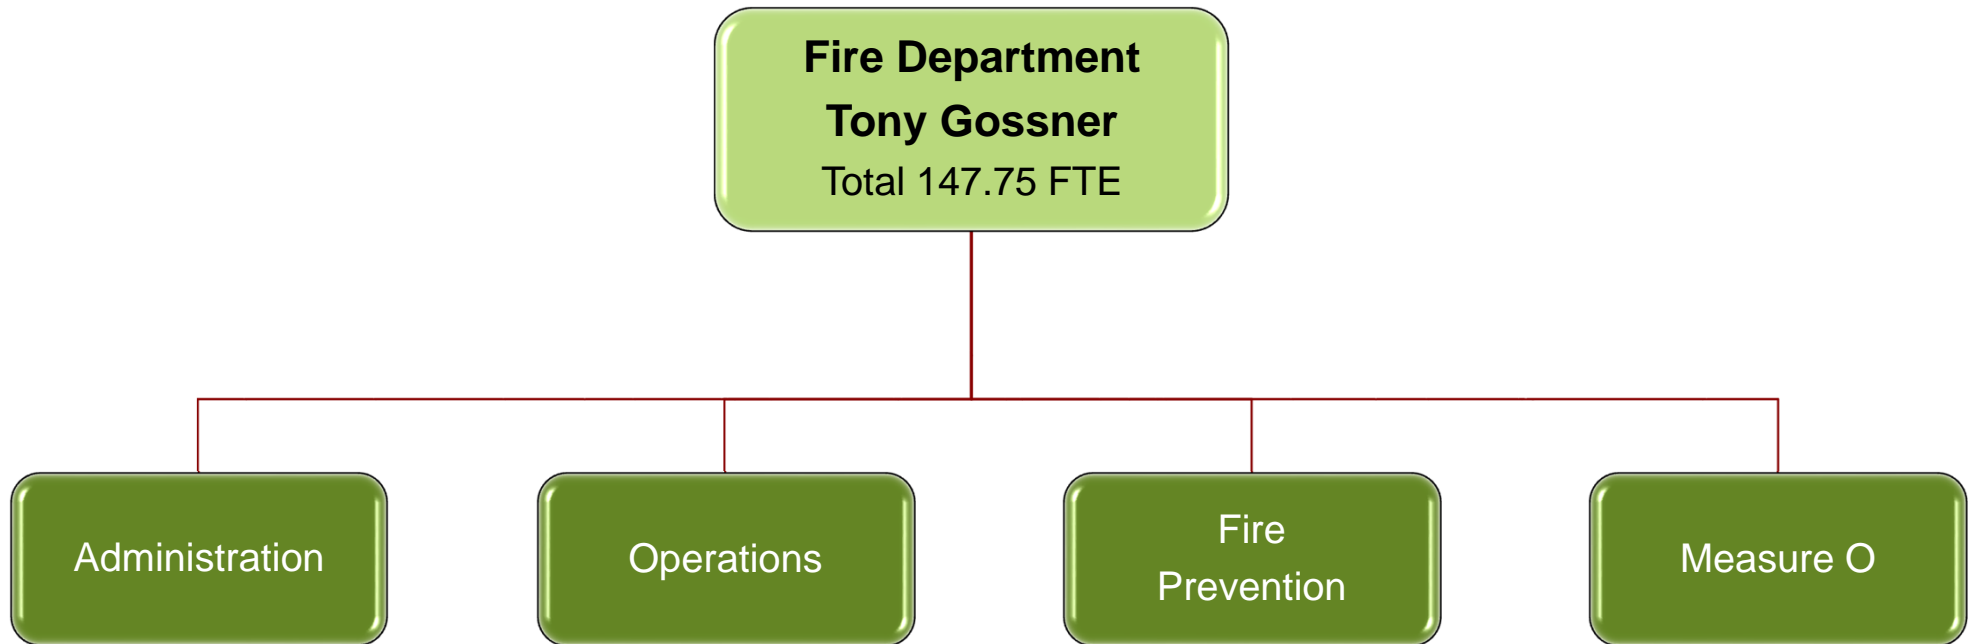 Fire Department
Tony Gossner
Total 147.75 FTE
Administration
Operations
Fire
Prevention
Measure O